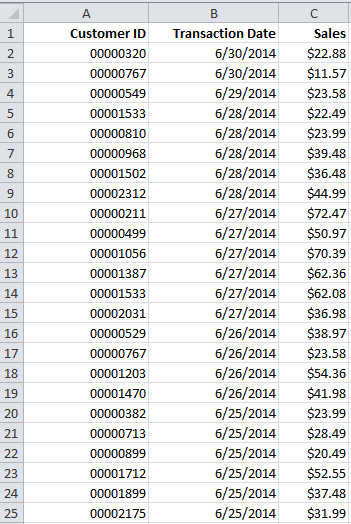 A B C
1 Customer ID Transaction Date Sales
2 00000320 6/30/2014 $22.88
3 00000767 6/30/2014 $11.57
4 00000549 6/29/2014 $23.58
5 00001533 6/28/2014 $22.49
6 00000810 6/28/2014 $23.99
7 00000968 6/28/2014 $39.48
8 00001502 6/28/2014 $36.48
9 00002312 6/28/2014 $44.99
10 00000211 6/27/2014 $72.47
11 00000499 6/27/2014 $50.97
12 00001056 6/27/2014 $70.39
13 00001387 6/27/2014 $62.36
14 00001533 6/27/2014 $62.08
15 00002031 6/27/2014 $36.98
16 00000529 6/26/2014 $38.97
17 00000767 6/26/2014 $23.58
18 00001203 6/26/2014 $54.36
19 00001470 6/26/2014 $41.98
20 00000382 6/25/2014 $23.99
21 00000713 6/25/2014 $28.49
22 00000899 6/25/2014 $20.49
23 00001712 6/25/2014 $52.55
24 00001899 6/25/2014 $37.48
25 00002175 6/25/2014 $31.99